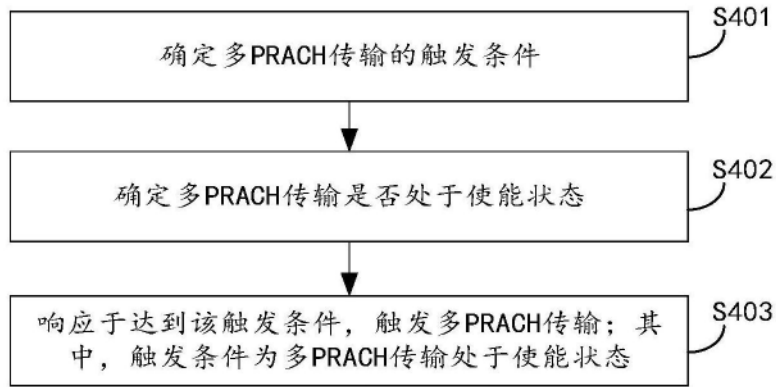 确定多PRACH传输的触发条件
S401
确定多PRACH传输是否处于使能状态
S402
响应于达到该触发条件，触发多PRACH传输；其
中，触发条件为多PRACH传输处于使能状态
S403